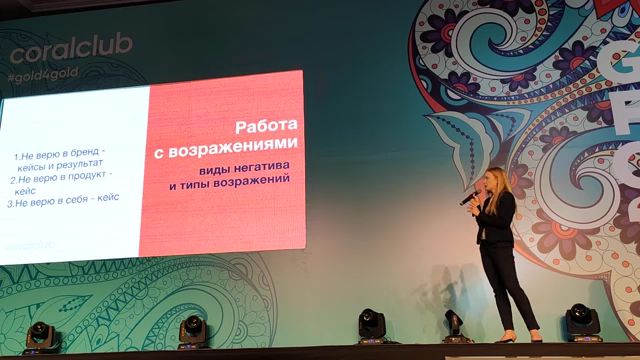 coralclub
#gold4gold
Работа
с возражениями
виды негатива
и типы возражений
1.Не верю в бренд -
кейсы и результат
2.Не верю в продукт -
кейс
3.Не верю в себя - кейс
coralclub